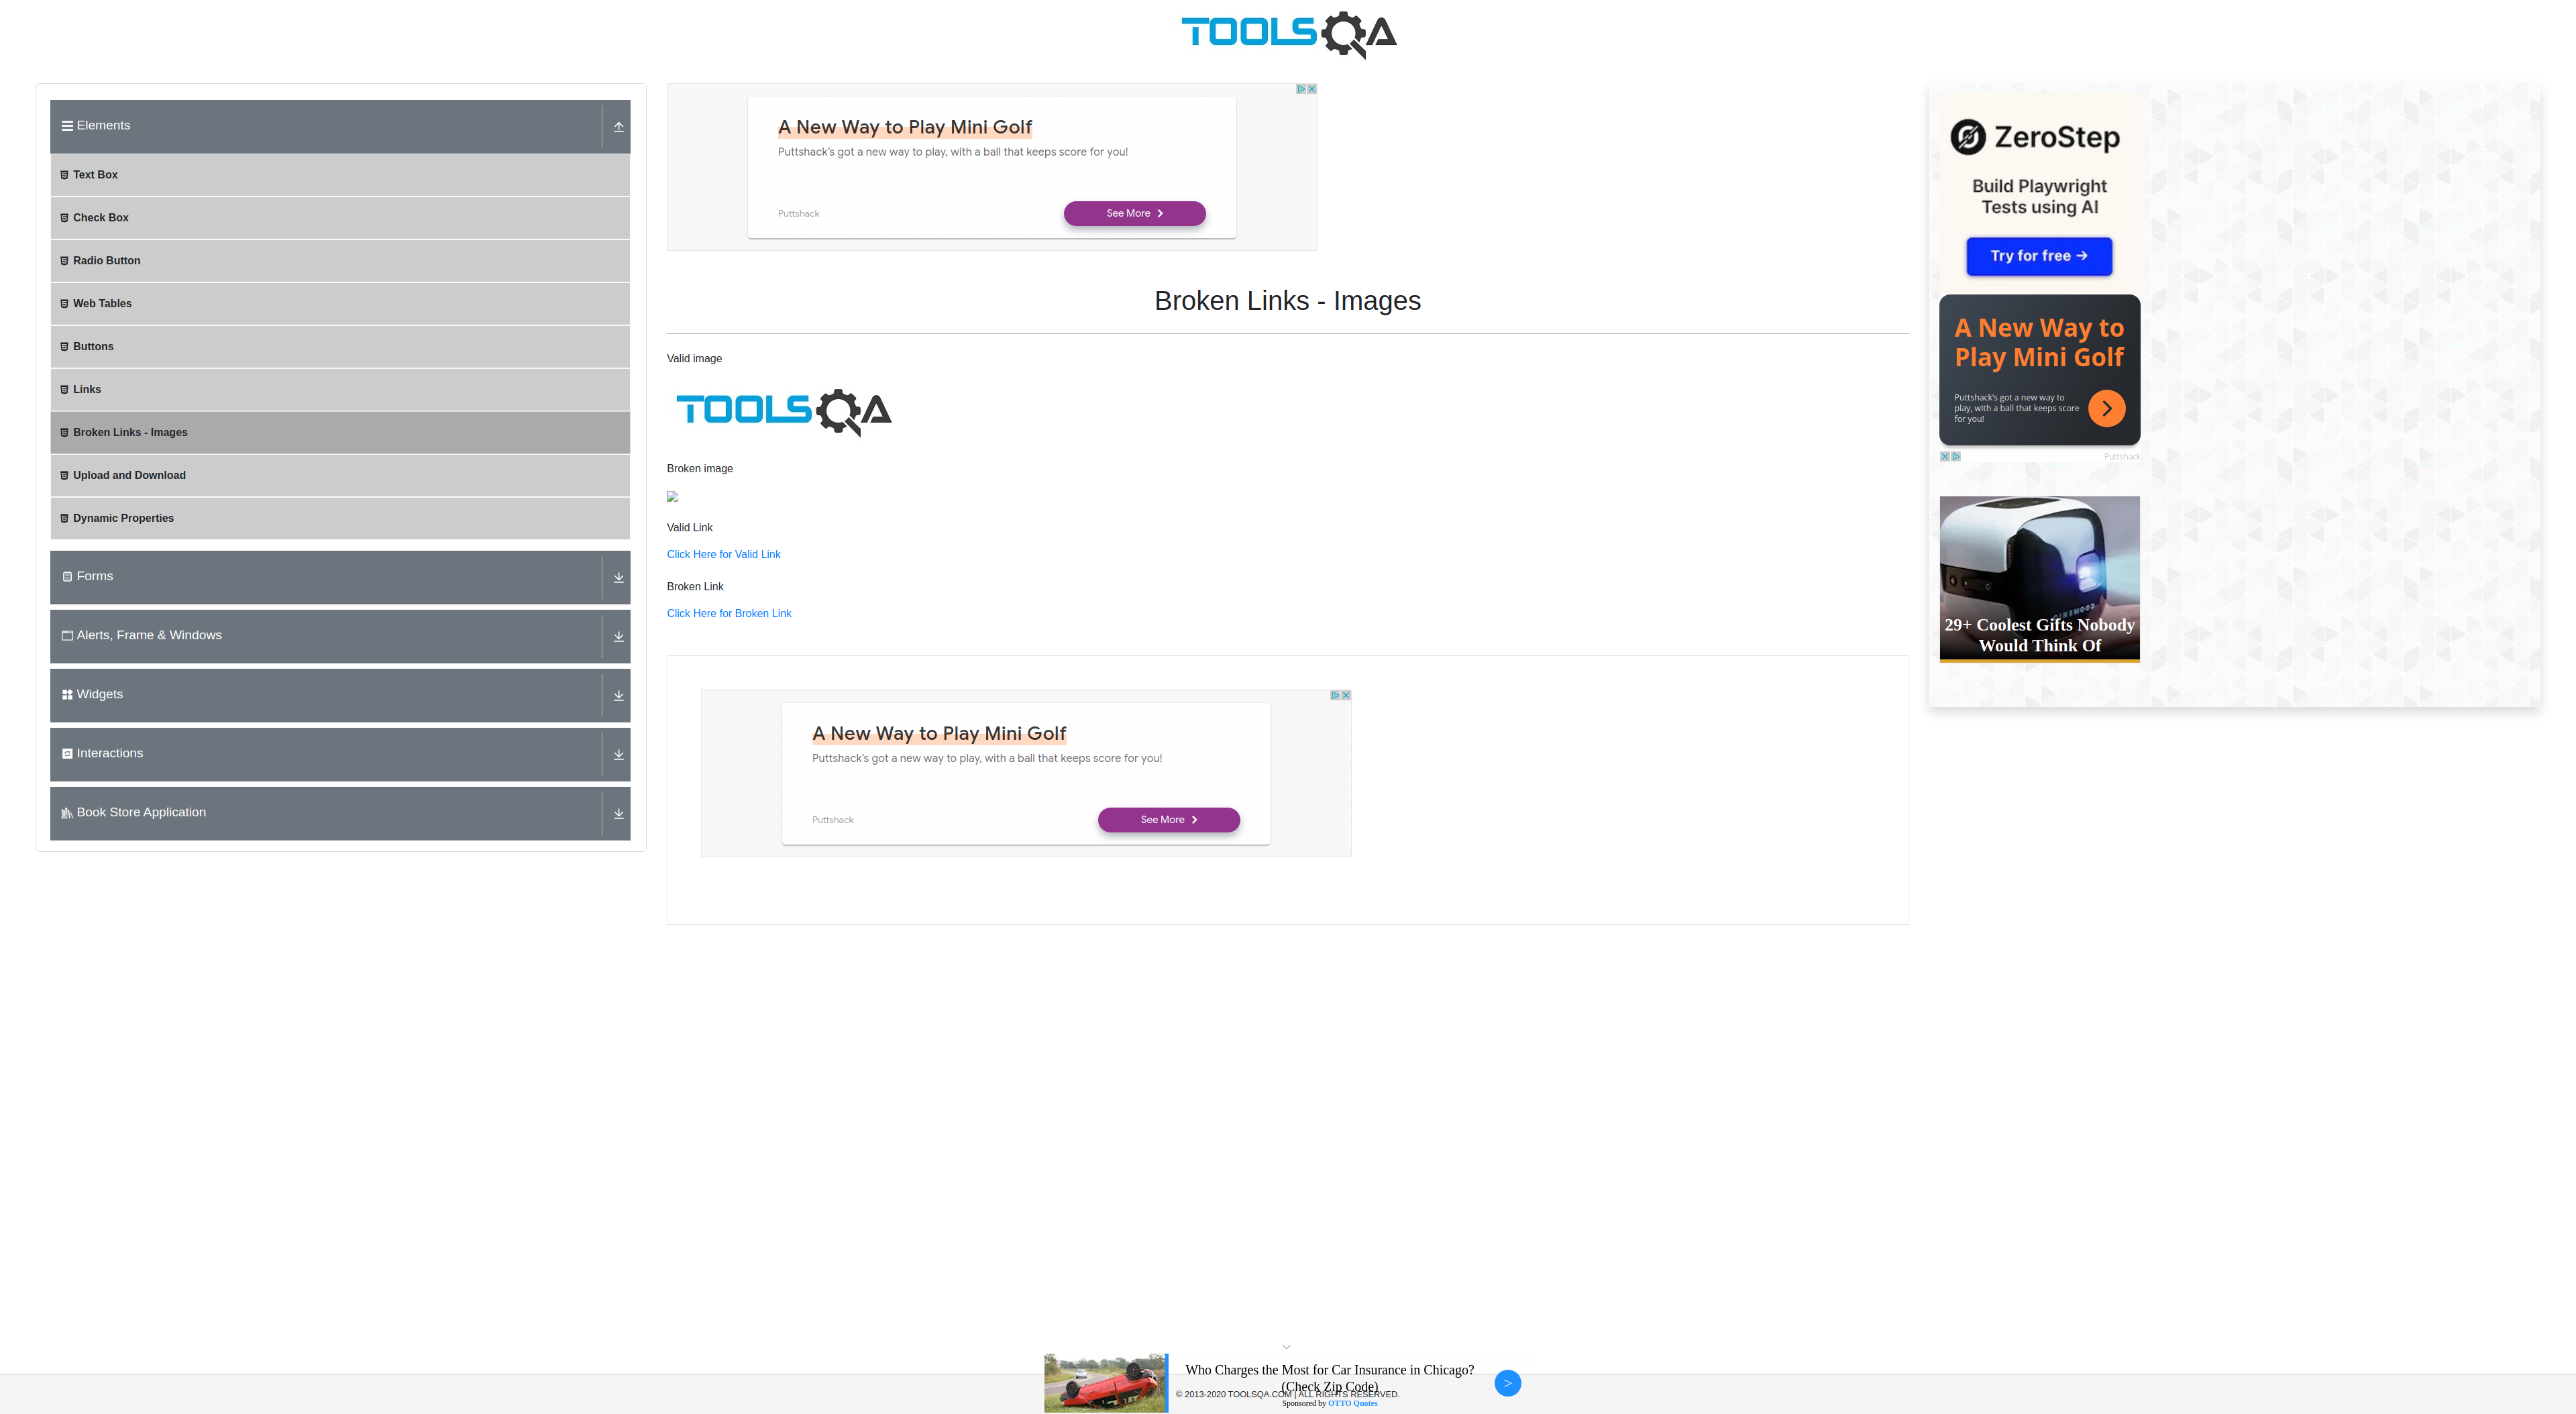 TOOLSQA
Elements
Text Box
Check Box
Radio Button
Web Tables
Buttons
Links
Broken Links - Images
Upload and Download
Dynamic Properties
Forms
Alerts, Frame & Windows
Widgets
Interactions
Book Store Application
A New Way to Play Mini Golf
Puttshack's got a new way to play, with a ball that keeps score for you!
Puttshack
See More
Broken Links - Images
Valid image
TOOLSQA
Broken image
Valid Link
Click Here for Valid Link
Broken Link
Click Here for Broken Link
A New Way to Play Mini Golf
Puttshack's got a new way to play, with a ball that keeps score for you!
Puttshack
See More
ZeroStep
Build Playwright
Tests using AI
Try for free →
A New Way to
Play Mini Golf
Puttshack's got a new way to
play, with a ball that keeps score
for you!
Puttshack
CINEMOOD
29+ Coolest Gifts Nobody
Would Think Of
Who Charges the Most for Car Insurance in Chicago?
(Check Zip Code)
© 2013-2020 TOOLSQA.COM | ALL RIGHTS RESERVED.
Sponsored by OTTO Quotes
>